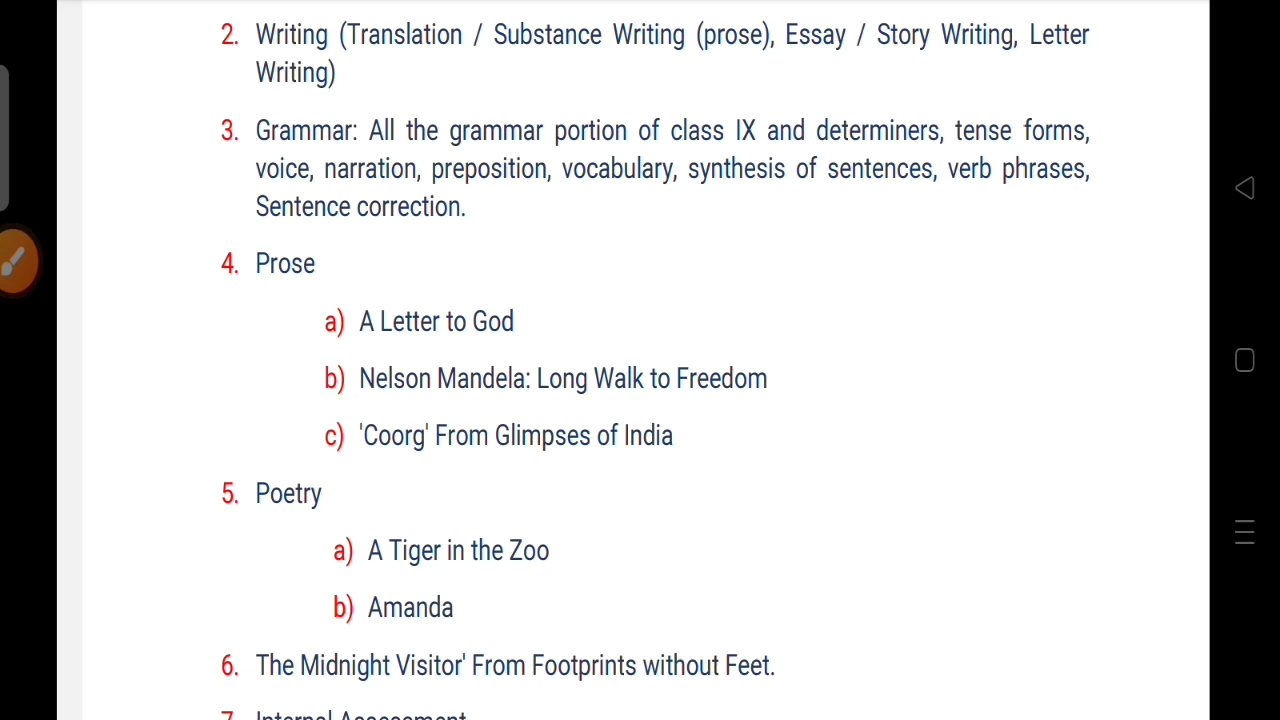 2. Writing (Translation / Substance Writing (prose), Essay / Story Writing, Letter
Writing)
3. Grammar: All the grammar portion of class IX and determiners, tense forms,
voice, narration, preposition, vocabulary, synthesis of sentences, verb phrases,
Sentence correction.
4. Prose
a) A Letter to God
b) Nelson Mandela: Long Walk to Freedom
c) 'Coorg' From Glimpses of India
5. Poetry
a) A Tiger in the Zoo
b) Amanda
6. The Midnight Visitor' From Footprints without Feet.
7. Internal Assessment